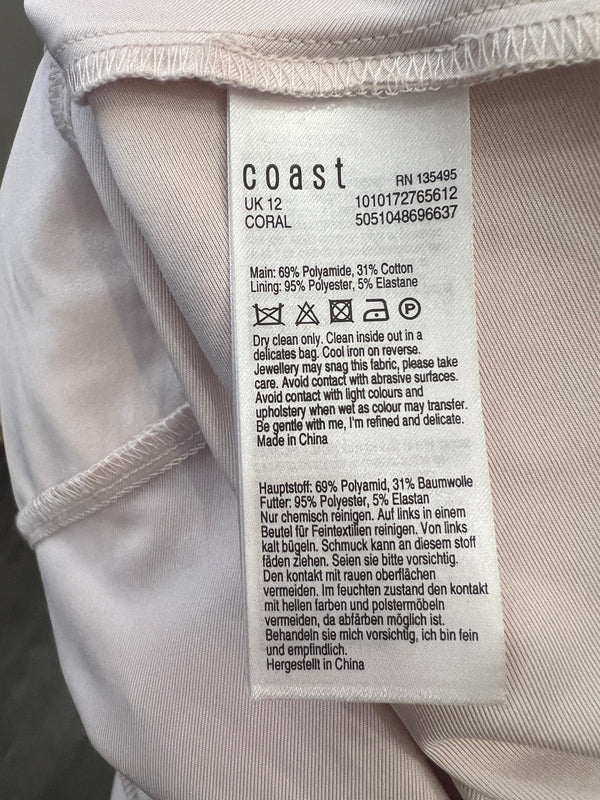 coast RN 135495
UK 12 1010172765612
CORAL 5051048696637
Main: 69% Polyamide, 31% Cotton
Lining: 95% Polyester, 5% Elastane
P
Dry clean only. Clean inside out in a
delicates bag. Cool iron on reverse.
Jewellery may snag this fabric, please take
care. Avoid contact with abrasive surfaces.
Avoid contact with light colours and
upholstery when wet as colour may transfer.
Be gentle with me, I'm refined and delicate.
Made in China
Hauptstoff: 69% Polyamid, 31% Baumwolle
Futter: 95% Polyester, 5% Elastan
Nur chemisch reinigen. Auf links in einem
Beutel für Feintextilien reinigen. Von links
kalt bügeln. Schmuck kann an diesem stoff
fäden ziehen. Seien sie bitte vorsichtig.
Den kontakt mit rauen oberflächen
vermeiden. Im feuchten zustand den kontakt
mit hellen farben und polstermöbeln
vermeiden, da abfärben möglich ist.
Behandeln sie mich vorsichtig, ich bin fein
und empfindlich.
Hergestellt in China